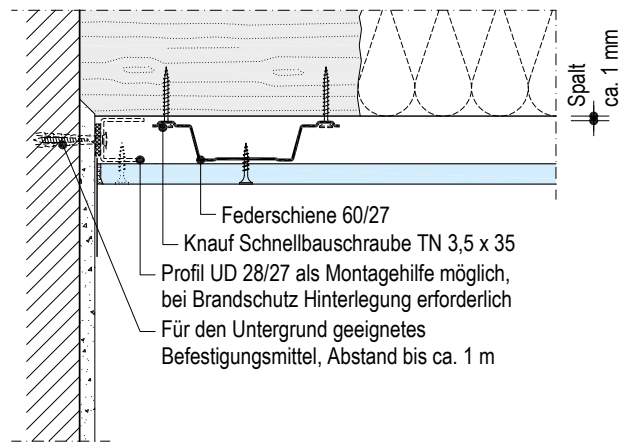 Spalt
ca. 1 mm
Federschiene 60/27
Knauf Schnellbauschraube TN 3,5 x 35
Profil UD 28/27 als Montagehilfe möglich,
bei Brandschutz Hinterlegung erforderlich
Für den Untergrund geeignetes
Befestigungsmittel, Abstand bis ca. 1 m